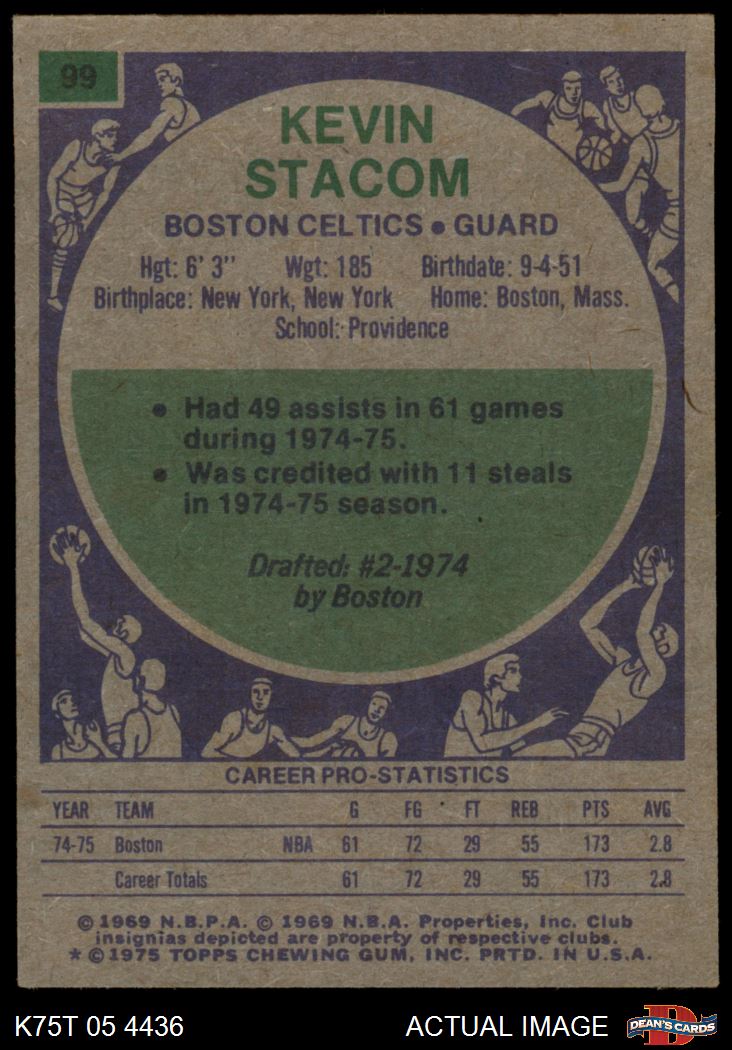 99
KEVIN
STACOM
BOSTON CELTICS • GUARD
Hgt: 6' 3" Wgt: 185 Birthdate: 9-4-51
Birthplace: New York, New York Home: Boston, Mass.
School: Providence
• Had 49 assists in 61 games
during 1974-75.
• Was credited with 11 steals
in 1974-75 season.
Drafted: #2-1974
by Boston
CAREER PRO-STATISTICS
YEAR TEAM G FG FT REB PTS AVG
74-75 Boston NBA 61 72 29 55 173 2.8
Career Totals 61 72 29 55 173 2.8
© 1969 N.B.P.A. © 1969 N.B.A. Properties, Inc. Club
insignias depicted are property of respective clubs.
* © 1975 TOPPS CHEWING GUM, INC. PRTD. IN U.S.A.
K75T 05 4436 ACTUAL IMAGE D DEAN'S CARDS